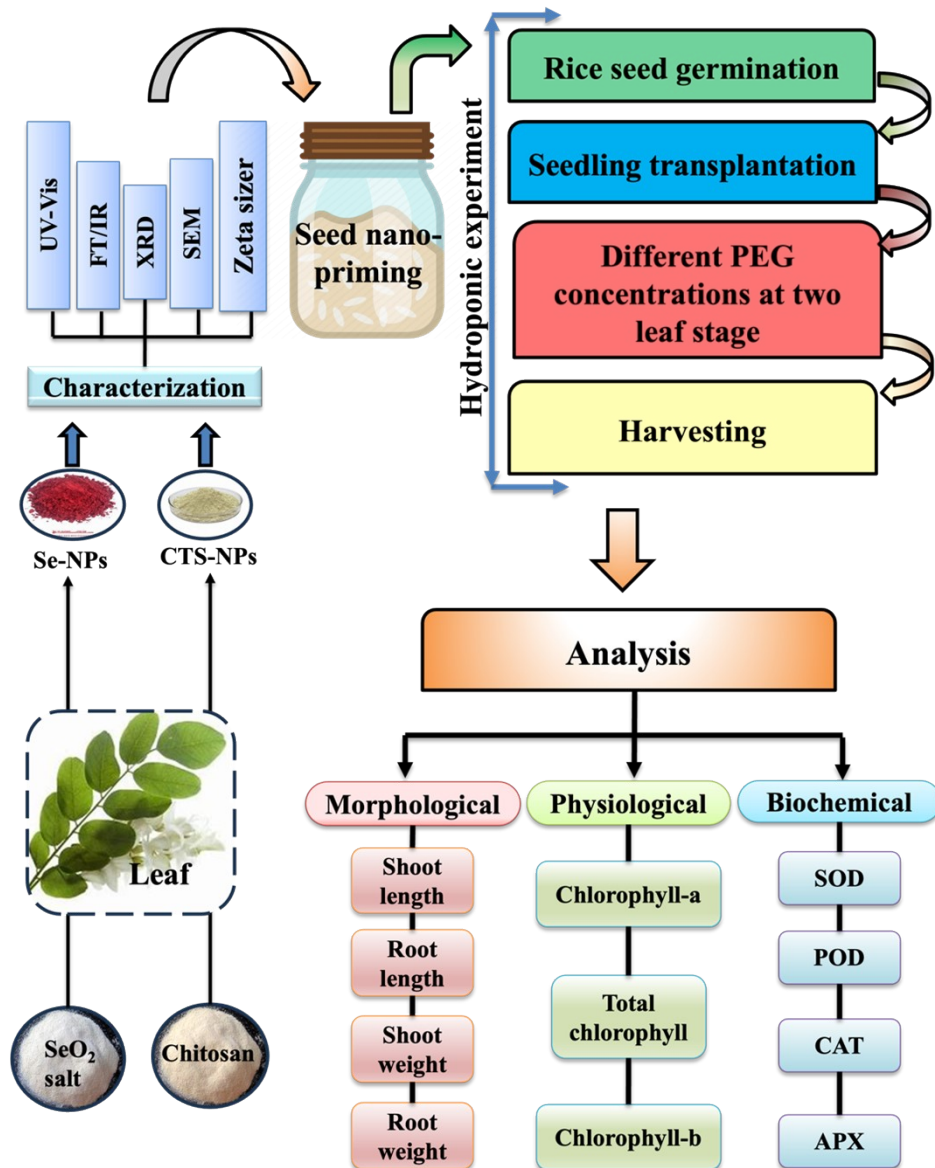 UV-Vis
FT/IR
XRD
SEM
Zeta sizer
Characterization
Se-NPs
CTS-NPs
Leaf
SeO₂
salt
Chitosan
Seed nano-
priming
Hydroponic experiment
Rice seed germination
Seedling transplantation
Different PEG
concentrations at two
leaf stage
Harvesting
Analysis
Morphological
Shoot
length
Root
length
Shoot
weight
Root
weight
Physiological
Chlorophyll-a
Total
chlorophyll
Chlorophyll-b
Biochemical
SOD
POD
CAT
APX